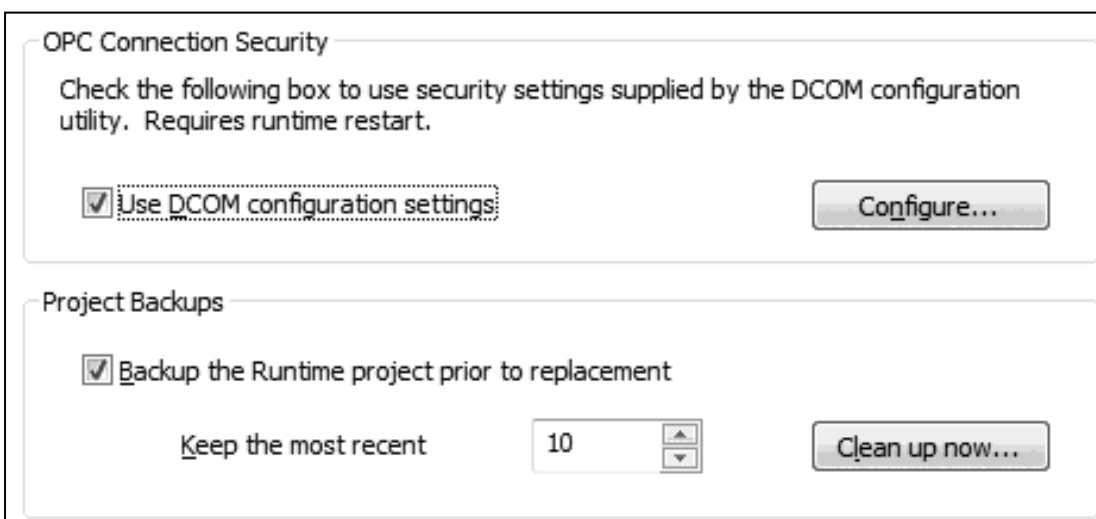 OPC Connection Security
Check the following box to use security settings supplied by the DCOM configuration
utility.  Requires runtime restart.
Use DCOM configuration settings
Configure...
Project Backups
Backup the Runtime project prior to replacement
Keep the most recent
10
Clean up now...